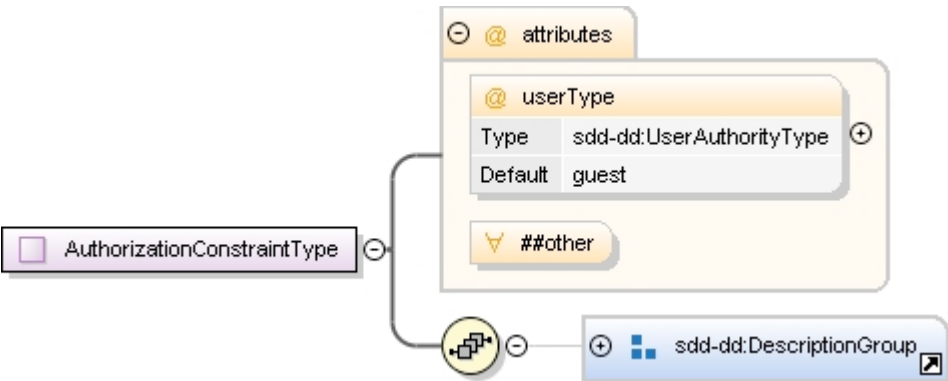 @ attributes
@ userType
Type sdd-dd:UserAuthorityType
Default guest
∀ ##other
AuthorizationConstraintType
sdd-dd:DescriptionGroup